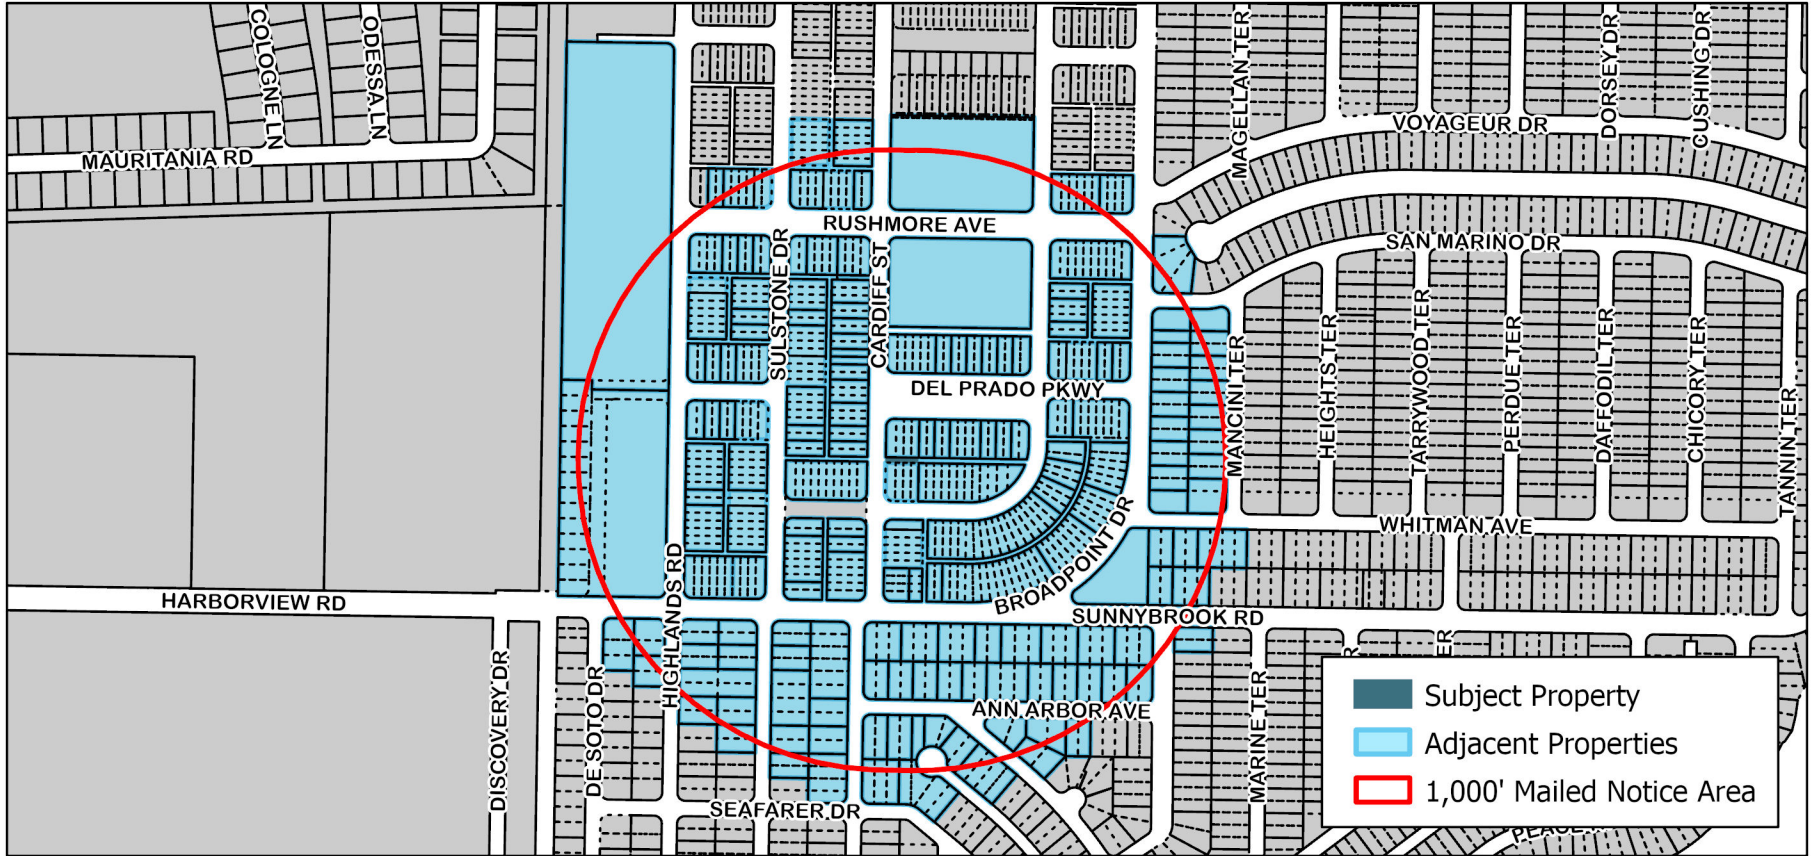 COLOGNE LN
ODESSA LN
MAGELLAN TER
DORSEY DR
CUSHING DR
VOYAGEUR DR
MAURITANIA RD
RUSHMORE AVE
SAN MARINO DR
SULSTONE DR
CARDIFF ST
MANCINI TER
HEIGHTS TER
TARRYWOOD TER
PERDUE TER
DAFFODIL TER
CHICORY TER
TANNIN TER
DEL PRADO PKWY
WHITMAN AVE
BROADPOINT DR
HIGHLANDS RD
HARBORVIEW RD
SUNNYBROOK RD
DISCOVERY DR
DE SOTO DR
ANN ARBOR AVE
MARINE TER
SEAFARER DR
Subject Property
Adjacent Properties
1,000' Mailed Notice Area